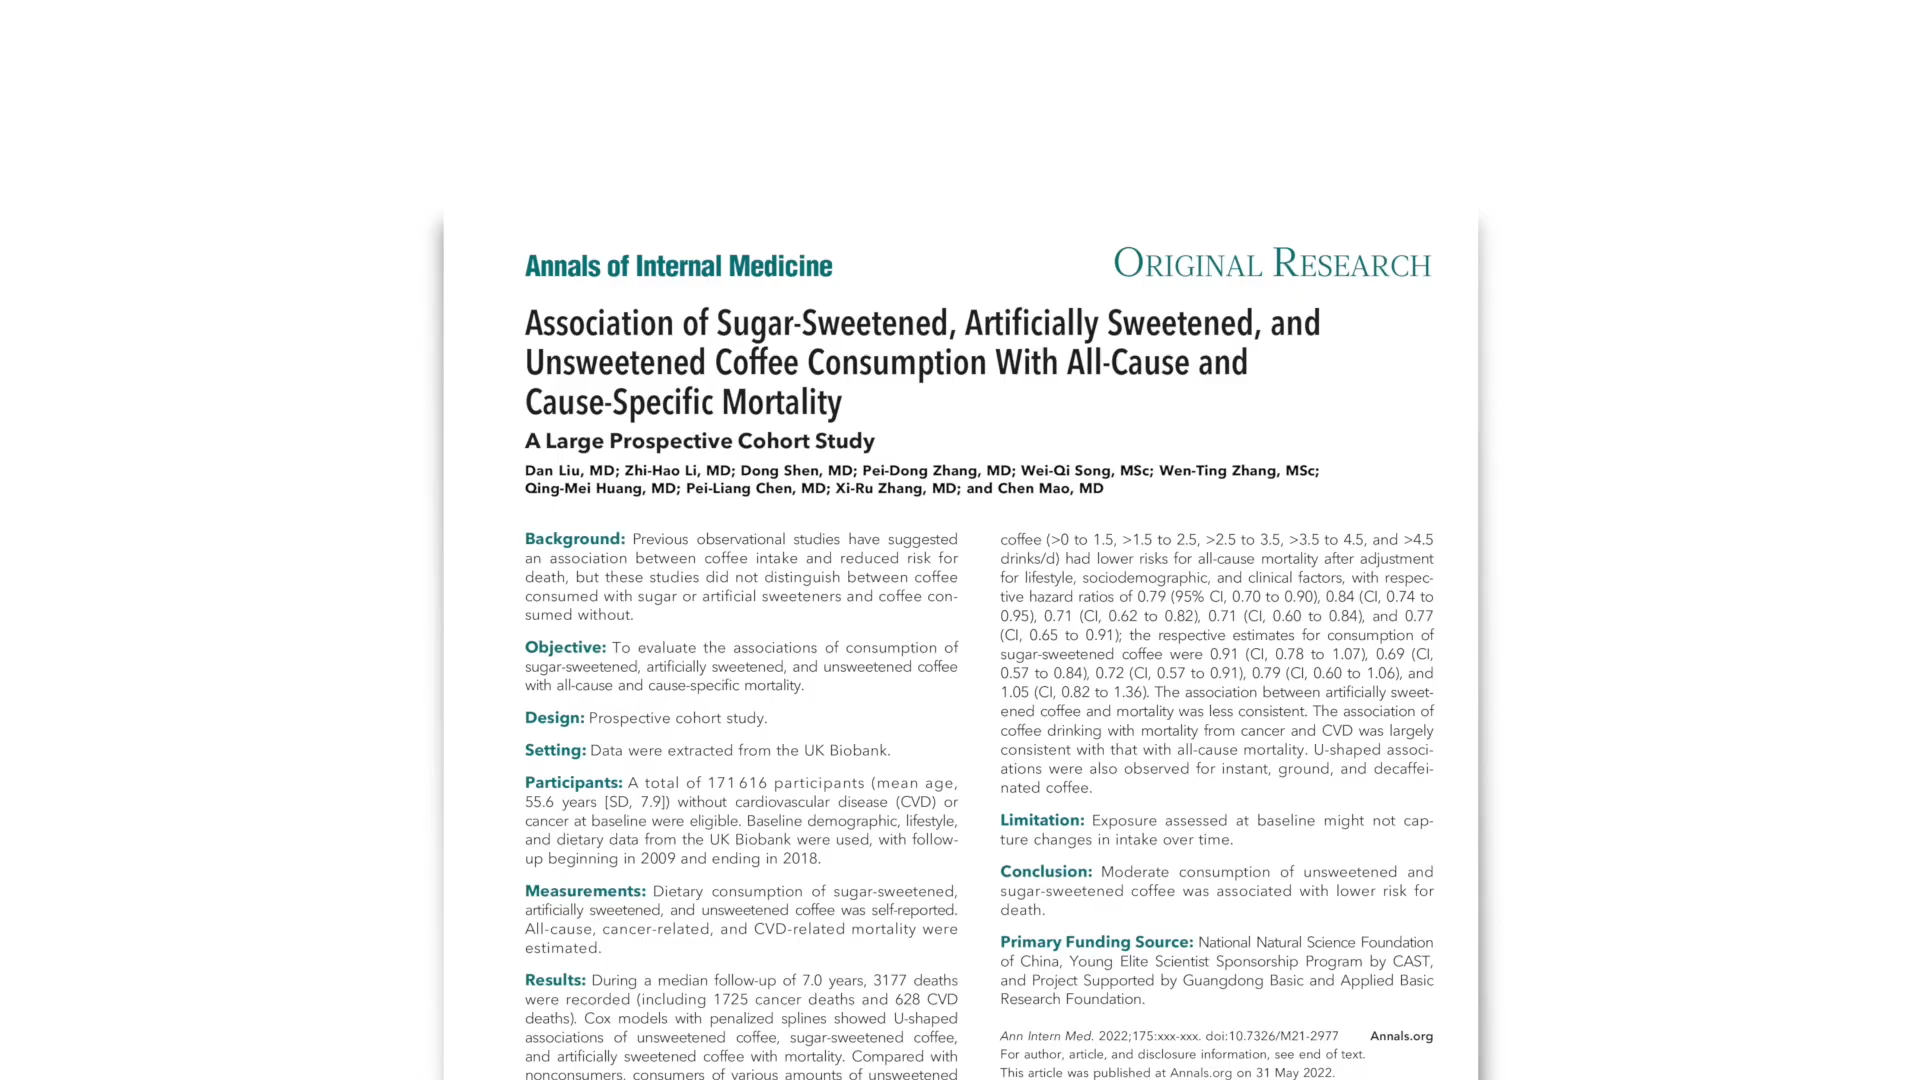 Annals of Internal Medicine
ORIGINAL RESEARCH
Association of Sugar-Sweetened, Artificially Sweetened, and
Unsweetened Coffee Consumption With All-Cause and
Cause-Specific Mortality
A Large Prospective Cohort Study
Dan Liu, MD; Zhi-Hao Li, MD; Dong Shen, MD; Pei-Dong Zhang, MD; Wei-Qi Song, MSc; Wen-Ting Zhang, MSc;
Qing-Mei Huang, MD; Pei-Liang Chen, MD; Xi-Ru Zhang, MD; and Chen Mao, MD
Background: Previous observational studies have suggested
an association between coffee intake and reduced risk for
death, but these studies did not distinguish between coffee
consumed with sugar or artificial sweeteners and coffee con-
sumed without.
Objective: To evaluate the associations of consumption of
sugar-sweetened, artificially sweetened, and unsweetened coffee
with all-cause and cause-specific mortality.
Design: Prospective cohort study.
Setting: Data were extracted from the UK Biobank.
Participants: A total of 171 616 participants (mean age,
55.6 years [SD, 7.9]) without cardiovascular disease (CVD) or
cancer at baseline were eligible. Baseline demographic, lifestyle,
and dietary data from the UK Biobank were used, with follow-
up beginning in 2009 and ending in 2018.
Measurements: Dietary consumption of sugar-sweetened,
artificially sweetened, and unsweetened coffee was self-reported.
All-cause, cancer-related, and CVD-related mortality were
estimated.
Results: During a median follow-up of 7.0 years, 3177 deaths
were recorded (including 1725 cancer deaths and 628 CVD
deaths). Cox models with penalized splines showed U-shaped
associations of unsweetened coffee, sugar-sweetened coffee,
and artificially sweetened coffee with mortality. Compared with
nonconsumers, consumers of various amounts of unsweetened
coffee (>0 to 1.5, >1.5 to 2.5, >2.5 to 3.5, >3.5 to 4.5, and >4.5
drinks/d) had lower risks for all-cause mortality after adjustment
for lifestyle, sociodemographic, and clinical factors, with respec-
tive hazard ratios of 0.79 (95% CI, 0.70 to 0.90), 0.84 (CI, 0.74 to
0.95), 0.71 (CI, 0.62 to 0.82), 0.71 (CI, 0.60 to 0.84), and 0.77
(CI, 0.65 to 0.91); the respective estimates for consumption of
sugar-sweetened coffee were 0.91 (CI, 0.78 to 1.07), 0.69 (CI,
0.57 to 0.84), 0.72 (CI, 0.57 to 0.91), 0.79 (CI, 0.60 to 1.06), and
1.05 (CI, 0.82 to 1.36). The association between artificially sweet-
ened coffee and mortality was less consistent. The association of
coffee drinking with mortality from cancer and CVD was largely
consistent with that with all-cause mortality. U-shaped associ-
ations were also observed for instant, ground, and decaffei-
nated coffee.
Limitation: Exposure assessed at baseline might not cap-
ture changes in intake over time.
Conclusion: Moderate consumption of unsweetened and
sugar-sweetened coffee was associated with lower risk for
death.
Primary Funding Source: National Natural Science Foundation
of China, Young Elite Scientist Sponsorship Program by CAST,
and Project Supported by Guangdong Basic and Applied Basic
Research Foundation.
Ann Intern Med. 2022;175:xxx-xxx. doi:10.7326/M21-2977 Annals.org
For author, article, and disclosure information, see end of text.
This article was published at Annals.org on 31 May 2022.